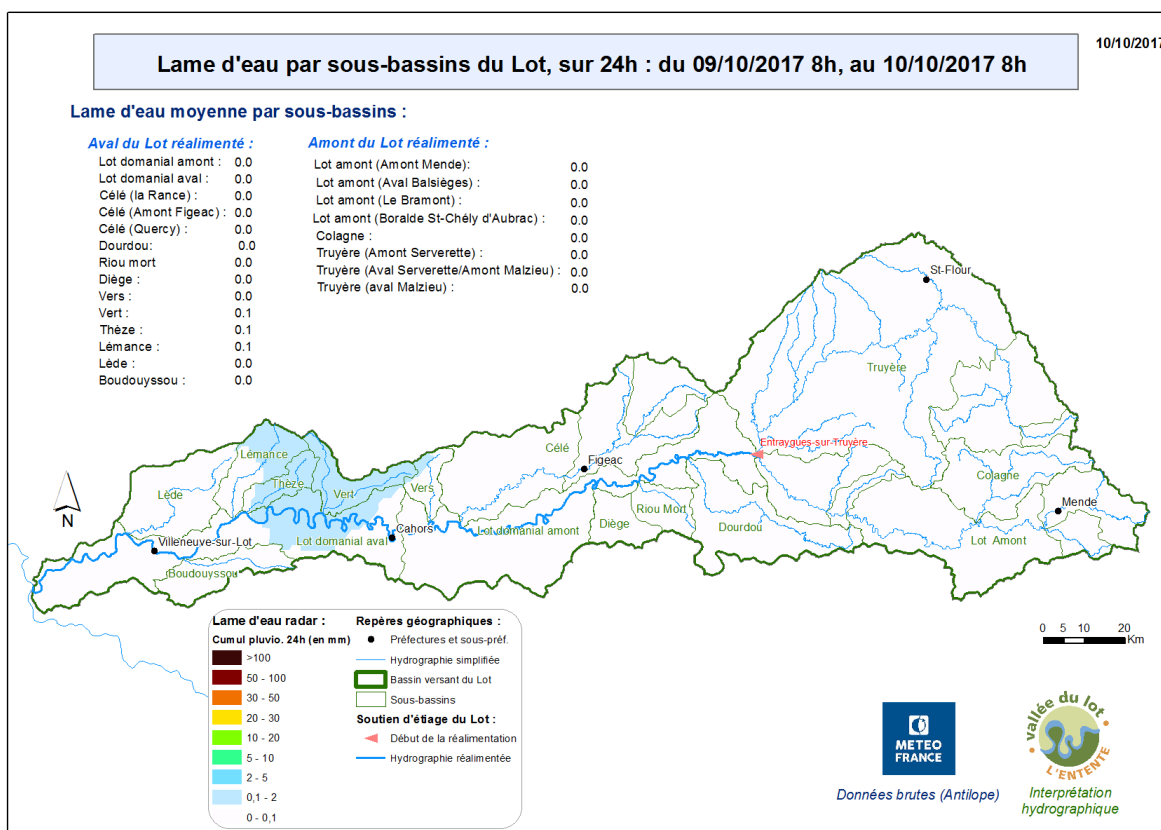 10/10/2017
Lame d'eau par sous-bassins du Lot, sur 24h : du 09/10/2017 8h, au 10/10/2017 8h
Lame d'eau moyenne par sous-bassins :
Aval du Lot réalimenté :
Lot domanial amont : 0.0
Lot domanial aval : 0.0
Célé (la Rance) : 0.0
Célé (Amont Figeac) : 0.0
Célé (Quercy) : 0.0
Dourdou: 0.0
Riou mort 0.0
Diège : 0.0
Vers : 0.0
Vert : 0.1
Thèze : 0.1
Lémance : 0.1
Lède : 0.0
Boudouyssou : 0.0
Amont du Lot réalimenté :
Lot amont (Amont Mende): 0.0
Lot amont (Aval Balsièges) : 0.0
Lot amont (Le Bramont) : 0.0
Lot amont (Boralde St-Chély d'Aubrac) : 0.0
Colagne : 0.0
Truyère (Amont Serverette) : 0.0
Truyère (Aval Serverette/Amont Malzieu) : 0.0
Truyère (aval Malzieu) : 0.0
St-Flour
Truyère
Entraygues-sur-Truyère
Célé
Figeac
Lémance
Thèze
Vert
Vers
Lède
Colagne
Mende
Riou Mort
Diège
Dourdou
Lot Amont
Cahors
Lot domanial amont
Lot domanial aval
Villeneuve-sur-Lot
Boudouyssou
N
Lame d'eau radar :
Cumul pluvio. 24h (en mm)
>100
50 - 100
30 - 50
20 - 30
10 - 20
5 - 10
2 - 5
0,1 - 2
0 - 0,1
Repères géographiques :
Préfectures et sous-préf.
Hydrographie simplifiée
Bassin versant du Lot
Sous-bassins
Soutien d'étiage du Lot :
Début de la réalimentation
Hydrographie réalimentée
0 5 10 20
Km
METEO
FRANCE
Données brutes (Antilope)
vallée du lot
L'ENTENTE
Interprétation
hydrographique